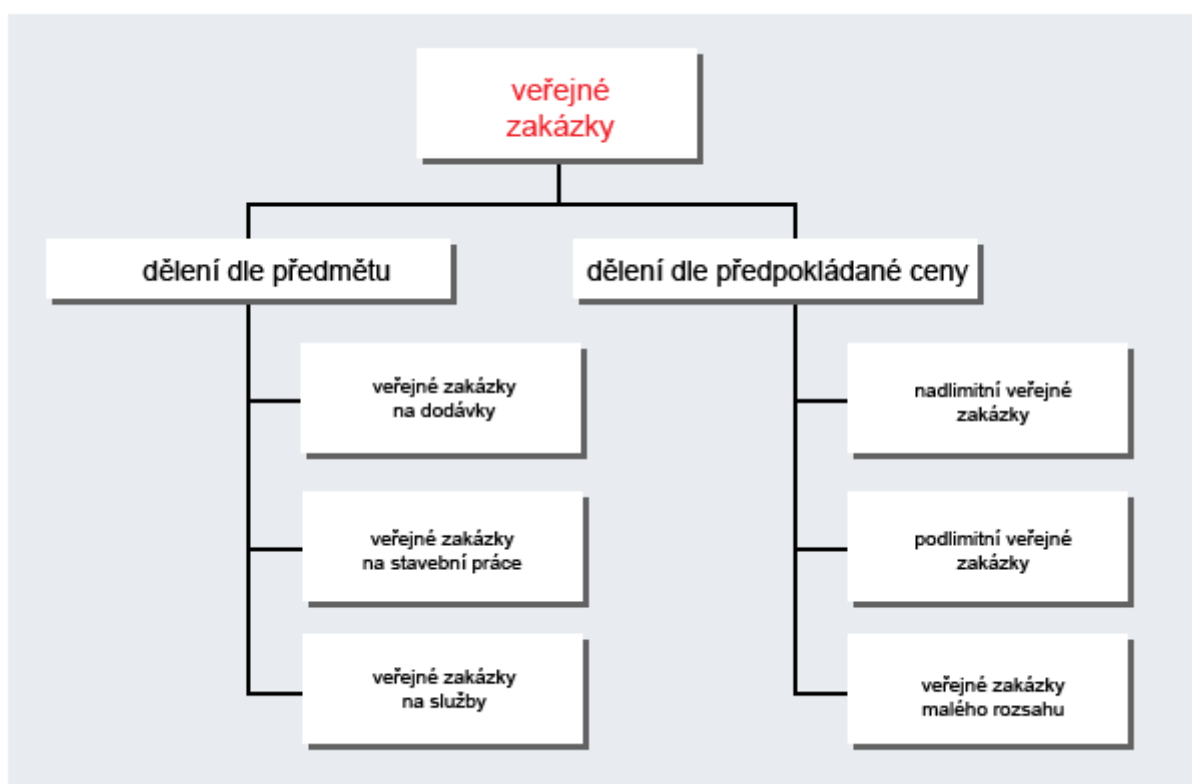 veřejné
zakázky
dělení dle předmětu
veřejné zakázky
na dodávky
veřejné zakázky
na stavební práce
veřejné zakázky
na služby
dělení dle předpokládané ceny
nadlimitní veřejné
zakázky
podlimitní veřejné
zakázky
veřejné zakázky
malého rozsahu